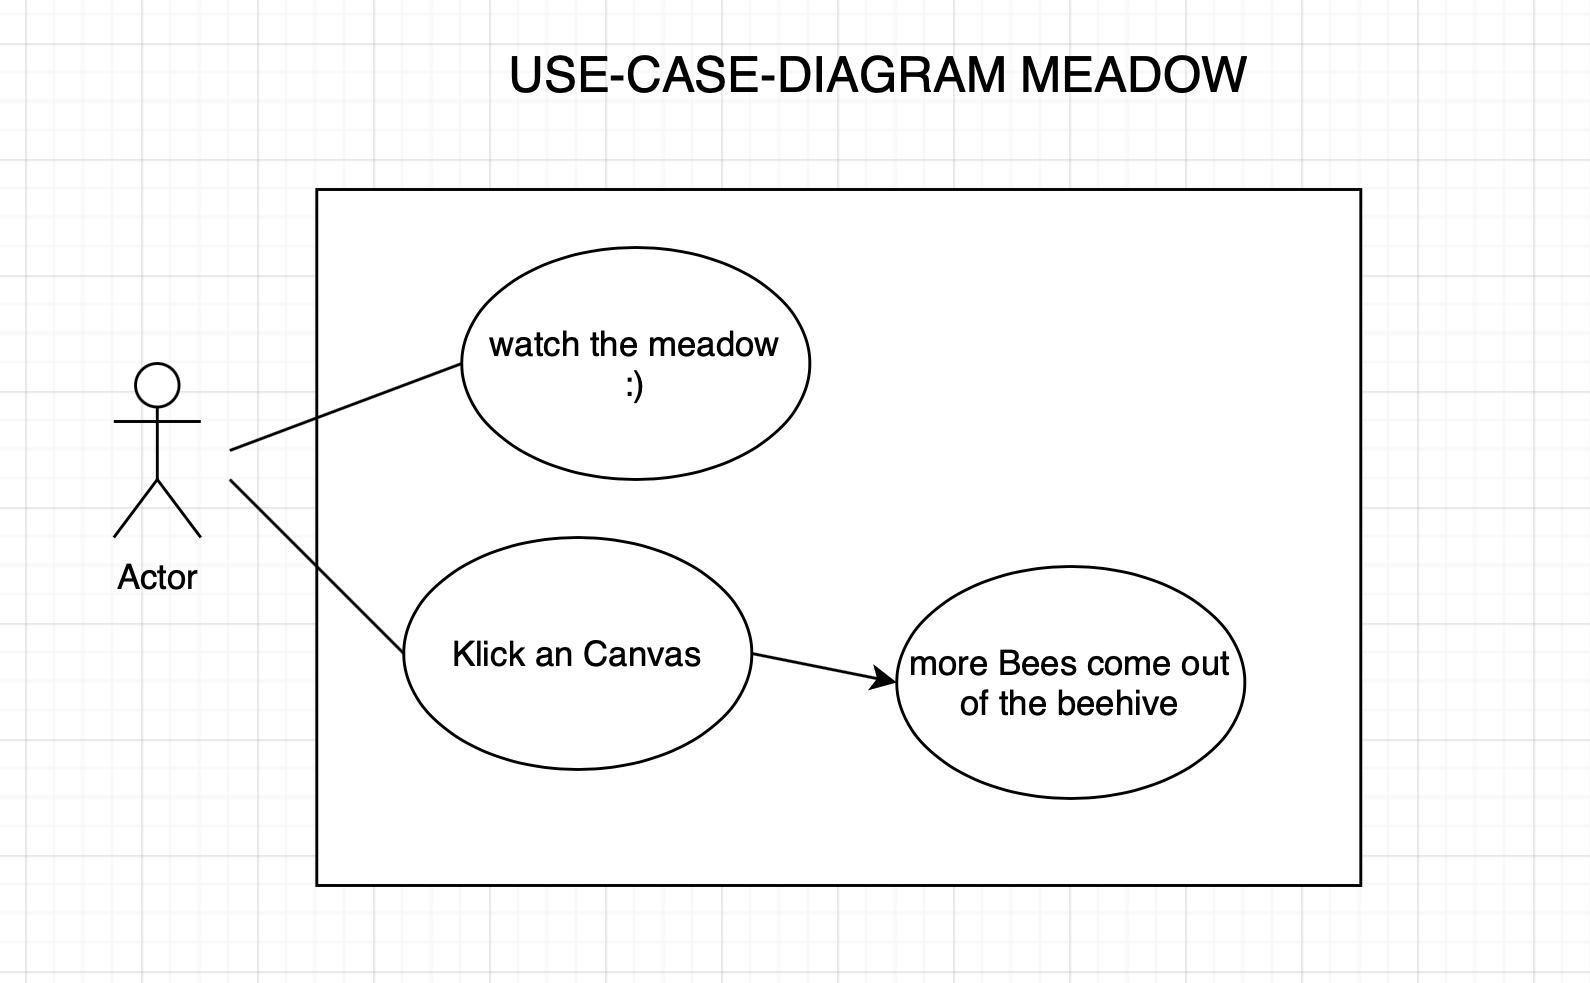 USE-CASE-DIAGRAM MEADOW
watch the meadow
:)
Actor
Klick an Canvas
more Bees come out
of the beehive